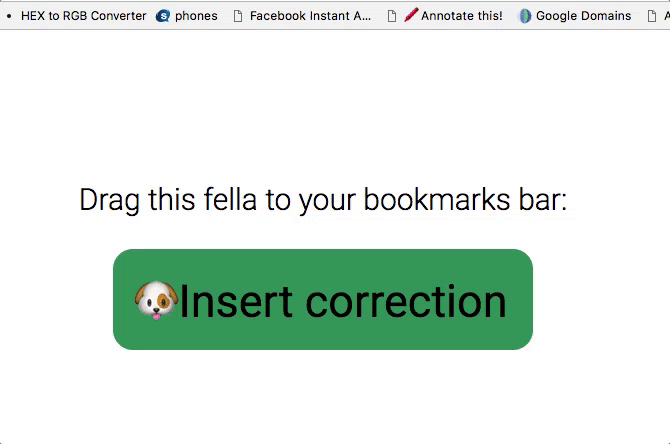 • HEX to RGB Converter phones Facebook Instant A... Annotate this! Google Domains A
Drag this fella to your bookmarks bar:
🐶Insert correction